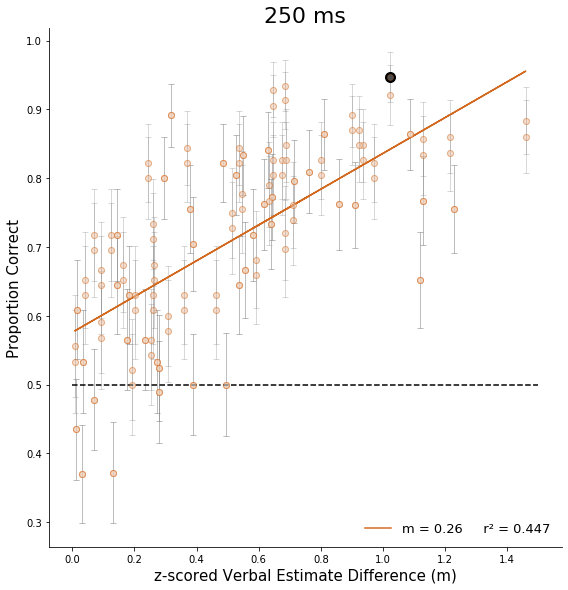 250 ms
1.0
0.9
0.8
0.7
0.6
0.5
0.4
0.3
Proportion Correct
m = 0.26 r² = 0.447
0.0 0.2 0.4 0.6 0.8 1.0 1.2 1.4
z-scored Verbal Estimate Difference (m)